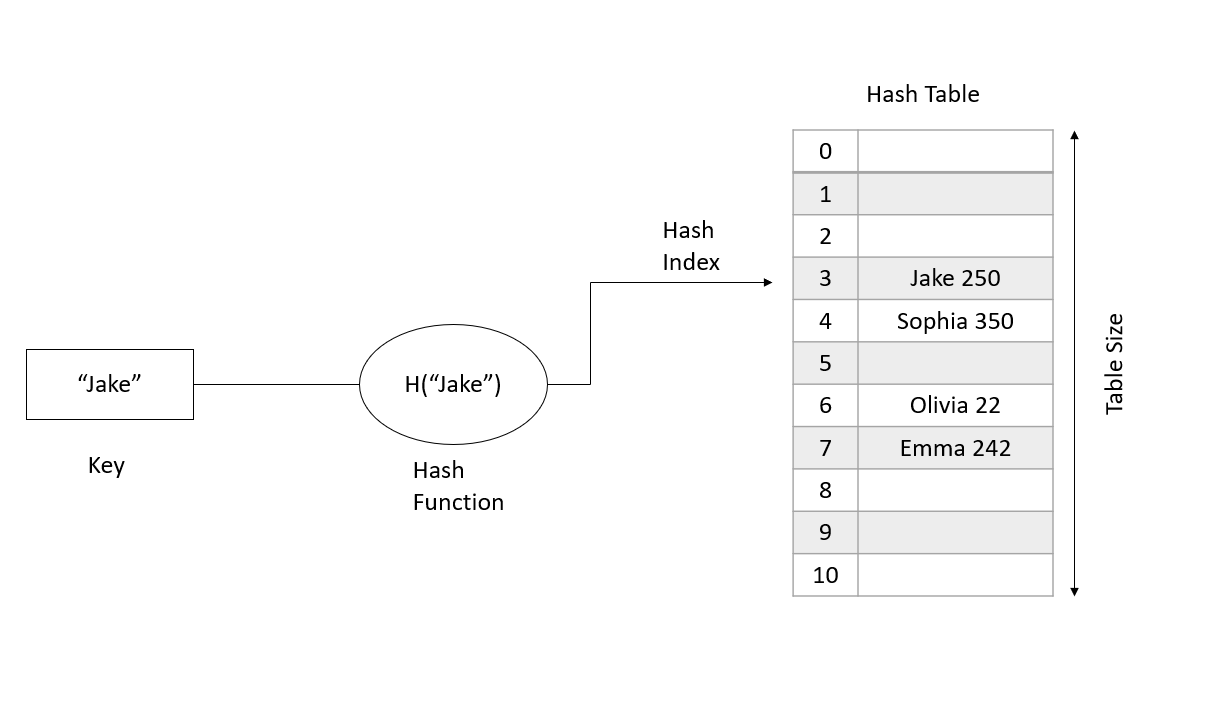 Hash Table
0
1
2
3 Jake 250
4 Sophia 350
5
6 Olivia 22
7 Emma 242
8
9
10
Table Size
Hash
Index
“Jake”
Key
H(“Jake”)
Hash
Function